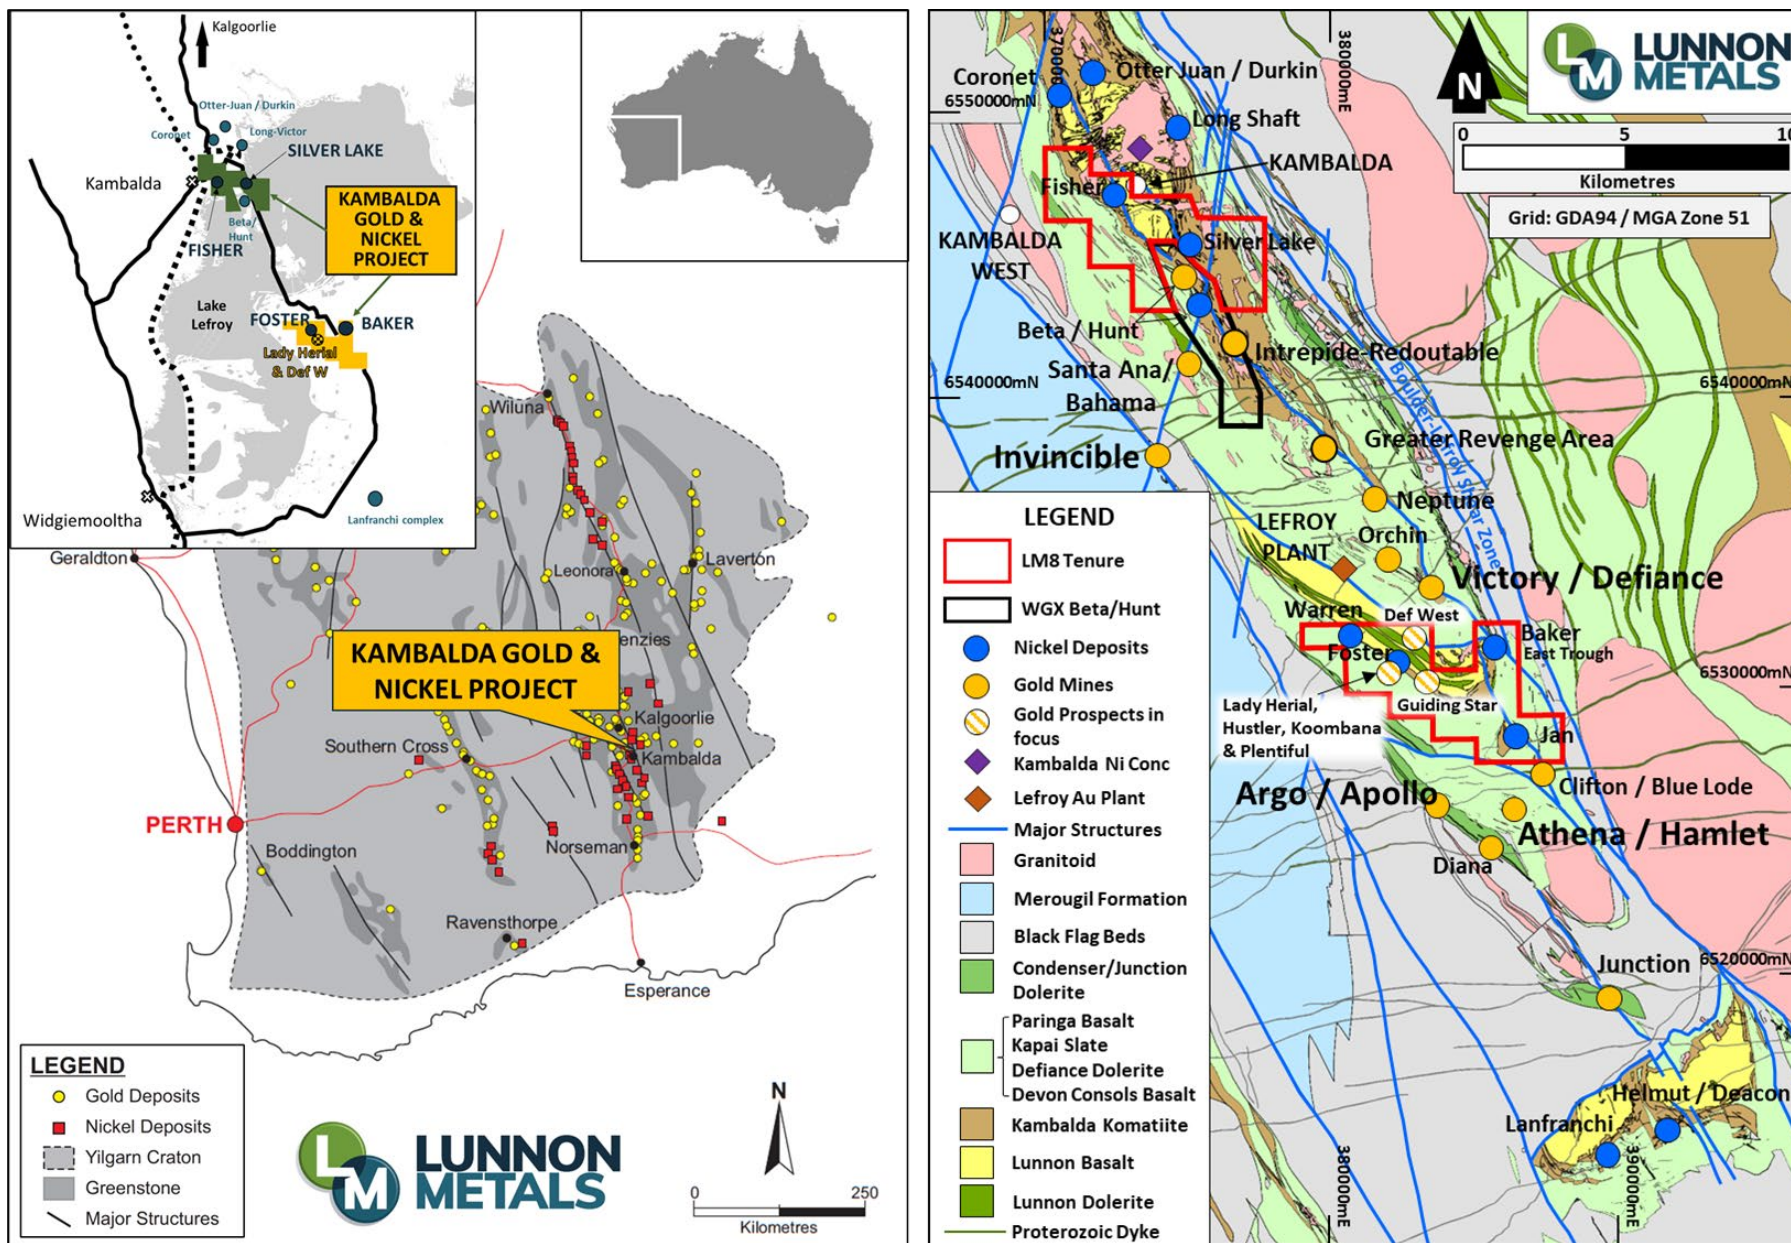 Kalgoorlie
Otter-Juan / Durkin
Coronet
Long-Victor
SILVER LAKE
Kambalda
KAMBALDA
GOLD &
NICKEL
PROJECT
Beta/
Hunt
FISHER
Lake
Lefroy
FOSTER
BAKER
Lady Herial
& Def W
Widgiemooltha
Lanfranchi complex
Wiluna
Geraldton
Leonora
Laverton
enzies
KAMBALDA GOLD &
NICKEL PROJECT
Kalgoorlie
Southern Cross
Kambalda
PERTH
Boddington
Norseman
Ravensthorpe
Esperance
LEGEND
Gold Deposits
Nickel Deposits
Yilgarn Craton
Greenstone
Major Structures
LM
LUNNON
METALS
N
0
250
Kilometres
370000mE
380000mE
Coronet
Otter Juan / Durkin
6550000mN
Long Shaft
KAMBALDA
Fisher
KAMBALDA
WEST
Silver Lake
Beta / Hunt
Intrepide-Redoutable
Santa Ana/
Bahama
6540000mN
6540000mN
Boulder-Lefroy Shear Zone
Greater Revenge Area
Invincible
Neptune
LEFROY
PLANT
Orchin
Victory / Defiance
Warren
Def West
Baker
East Trough
Foster
6530000mN
Lady Herial,
Hustler, Koombana
& Plentiful
Guiding Star
Jan
Clifton / Blue Lode
Argo / Apollo
Athena / Hamlet
Diana
Junction
6520000mN
Helmut / Deacon
Lanfranchi
380000mE
390000mE
N
LM
LUNNON
METALS
0
5
10
Kilometres
Grid: GDA94 / MGA Zone 51
LEGEND
LM8 Tenure
WGX Beta/Hunt
Nickel Deposits
Gold Mines
Gold Prospects in
focus
Kambalda Ni Conc
Lefroy Au Plant
Major Structures
Granitoid
Merougil Formation
Black Flag Beds
Condenser/Junction
Dolerite
Paringa Basalt
Kapai Slate
Defiance Dolerite
Devon Consols Basalt
Kambalda Komatiite
Lunnon Basalt
Lunnon Dolerite
Proterozoic Dyke